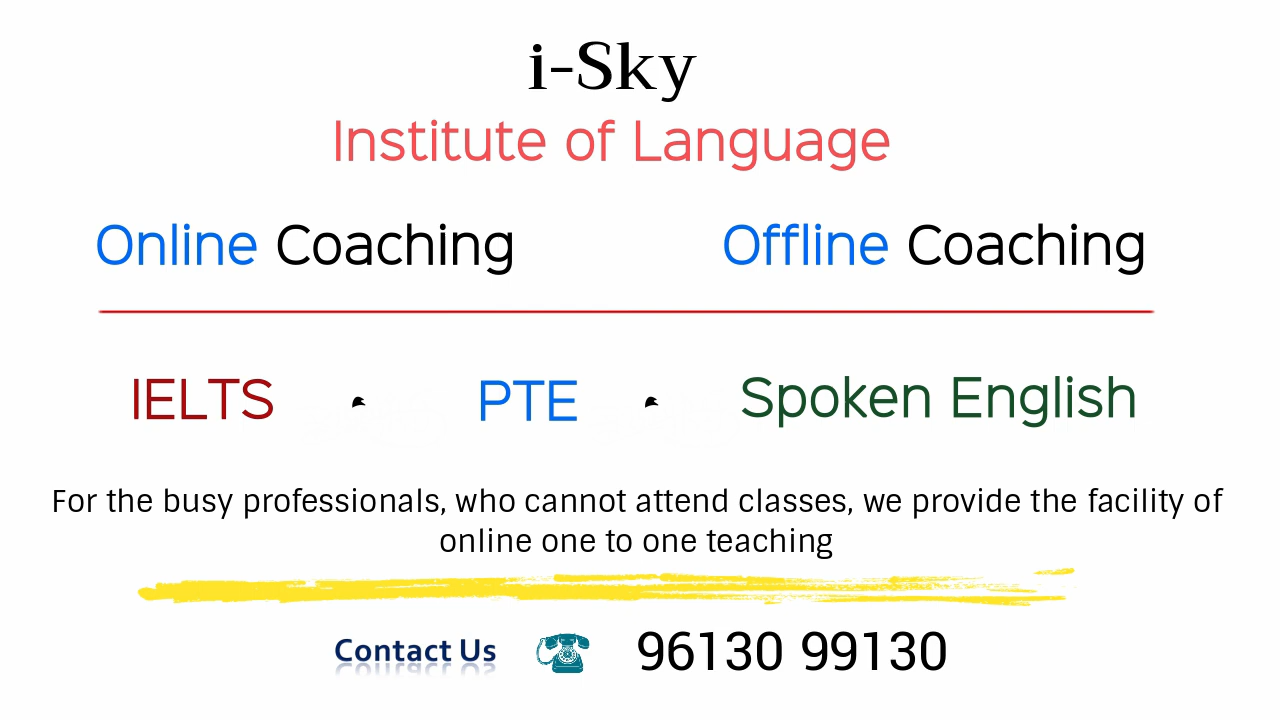 i-Sky
Institute of Language
Online Coaching
Offline Coaching
IELTS
PTE
Spoken English
For the busy professionals, who cannot attend classes, we provide the facility of
online one to one teaching
Contact Us 96130 99130